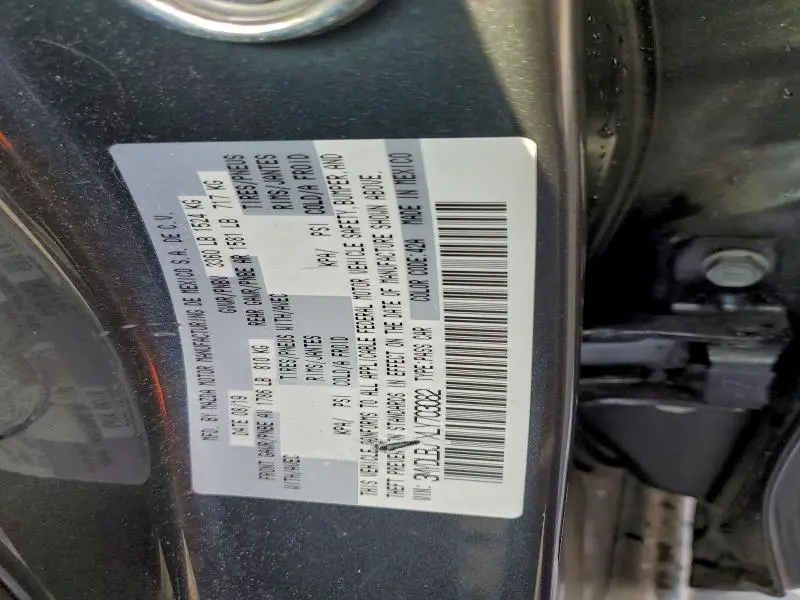 MFD. BY MAZDA MOTOR MANUFACTURING DE MEXICO S.A. DE C.V.
DATE 08/19 GVWR/PNBV 3360 LB 1524 KG
FRONT GAWR/PNBE AV 1786 LB 810 KG REAR GAWR/PNBE AR 1581 LB 717 KG
WITH/AVEC TIRES/PNEUS WITH/AVEC TIRES/PNEUS
RIMS/JANTES RIMS/JANTES
KPA/ PSI COLD/A FROID KPA/ PSI COLD/A FROID
THIS VEHICLE CONFORMS TO ALL APPLICABLE FEDERAL MOTOR VEHICLE SAFETY, BUMPER, AND
THEFT PREVENTION STANDARDS IN EFFECT ON THE DATE OF MANUFACTURE SHOWN ABOVE.
VIN: TYPE:PASS CAR COLOR CODE:42A MADE IN MEXICO